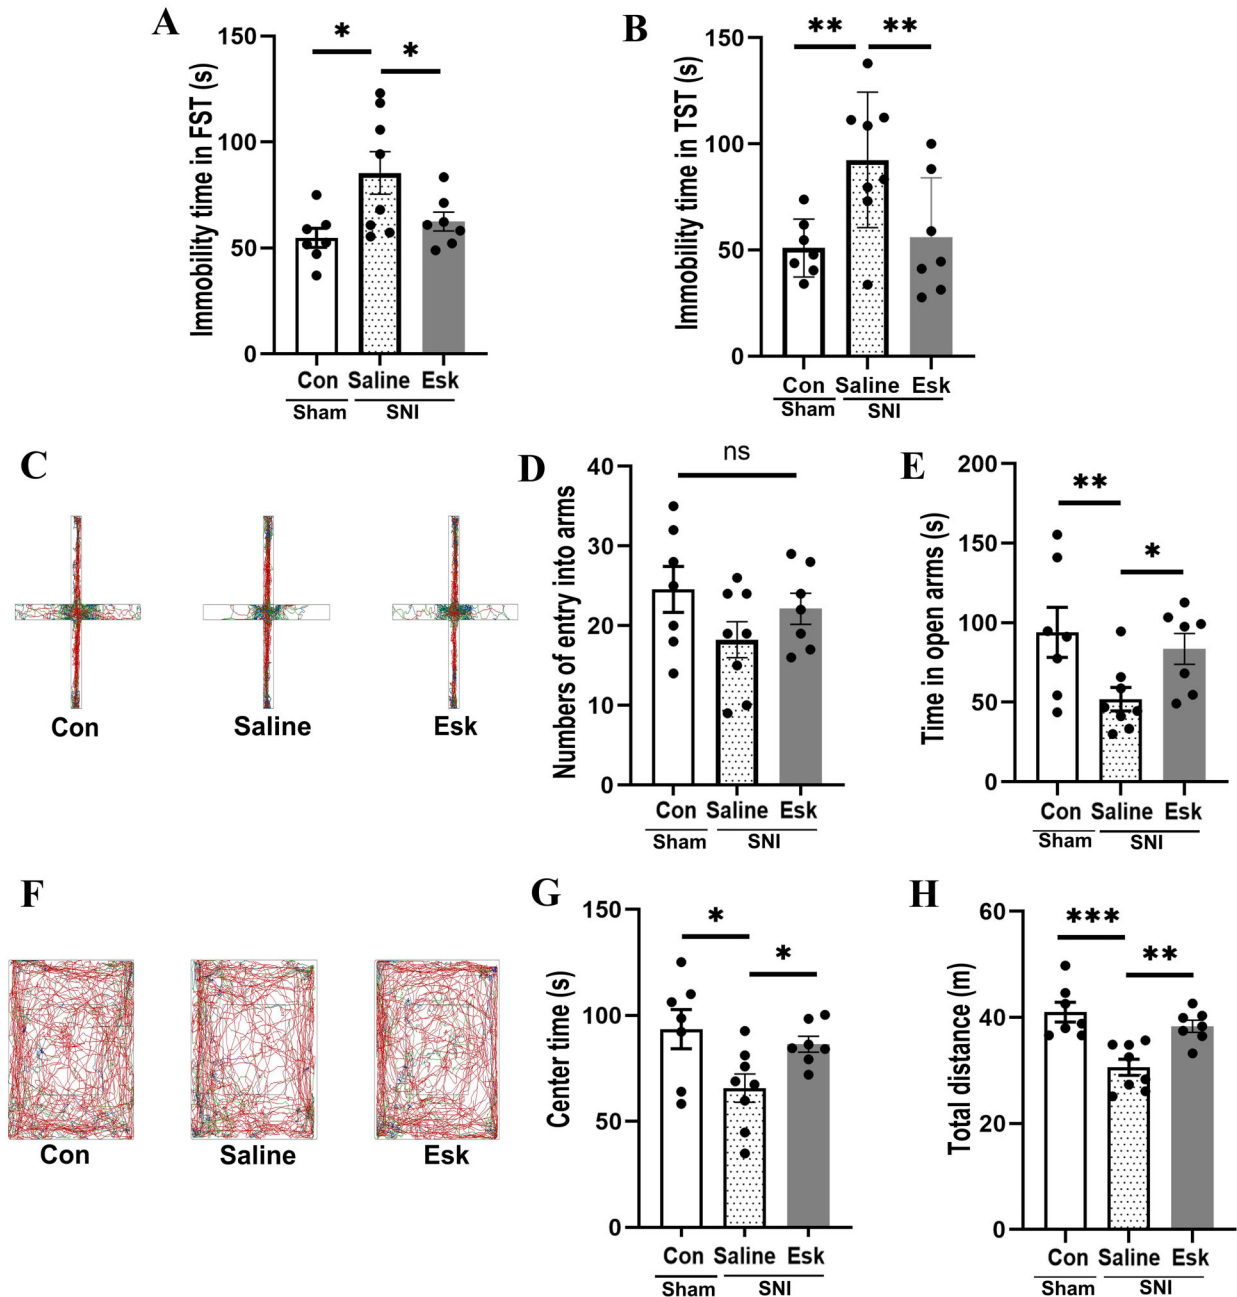 A
Immobility time in FST (s)
150
100
50
0
*
*
Con Saline Esk
Sham SNI
B
Immobility time in TST (s)
150
100
50
0
**
**
Con Saline Esk
Sham SNI
C
Con Saline Esk
D
Numbers of entry into arms
40
30
20
10
0
ns
Con Saline Esk
Sham SNI
E
Time in open arms (s)
200
150
100
50
0
**
*
Con Saline Esk
Sham SNI
F
Con Saline Esk
G
Center time (s)
150
100
50
0
*
*
Con Saline Esk
Sham SNI
H
Total distance (m)
60
40
20
0
***
**
Con Saline Esk
Sham SNI